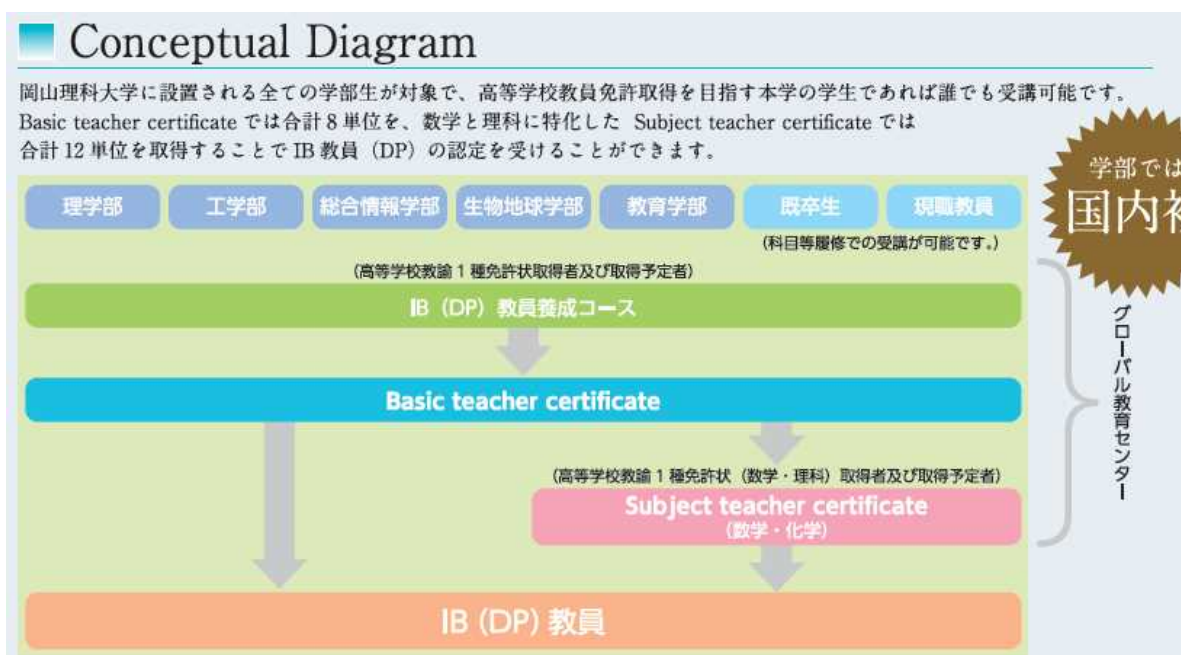 Conceptual Diagram
岡山理科大学に設置される全ての学部生が対象で、高等学校教員免許取得を目指す本学の学生であれば誰でも受講可能です。
Basic teacher certificate では合計 8 単位を、数学と理科に特化した Subject teacher certificate では
合計 12 単位を取得することで IB 教員（DP）の認定を受けることができます。
学部では
国内初
理学部 工学部 総合情報学部 生物地球学部 教育学部 既卒生 現職教員
（科目等履修での受講が可能です。）
（高等学校教諭 1 種免許状取得者及び取得予定者）
IB（DP）教員養成コース
Basic teacher certificate
（高等学校教諭 1 種免許状（数学・理科）取得者及び取得予定者）
Subject teacher certificate
（数学・化学）
IB (DP) 教員
グローバル教育センター